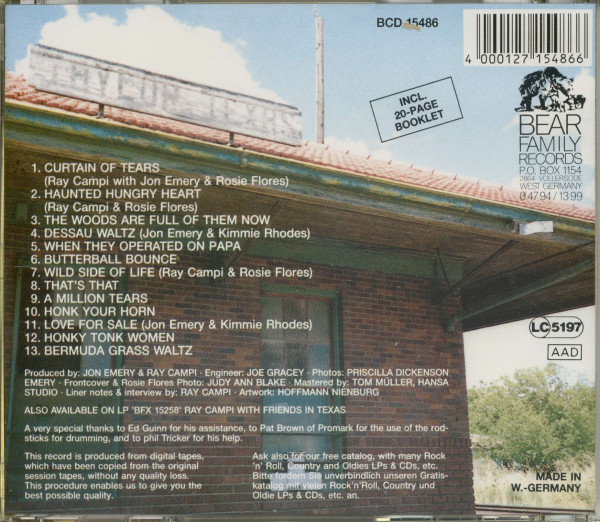 BCD 15486
4 000127 154866
INCL.
20-PAGE
BOOKLET
BEAR
FAMILY
RECORDS
P.O. BOX 1154
2864 VOLLERSODE
WEST GERMANY
0 47 94 / 13 99
1. CURTAIN OF TEARS
(Ray Campi with Jon Emery & Rosie Flores)
2. HAUNTED HUNGRY HEART
(Ray Campi & Rosie Flores)
3. THE WOODS ARE FULL OF THEM NOW
4. DESSAU WALTZ (Jon Emery & Kimmie Rhodes)
5. WHEN THEY OPERATED ON PAPA
6. BUTTERBALL BOUNCE
7. WILD SIDE OF LIFE (Ray Campi & Rosie Flores)
8. THAT'S THAT
9. A MILLION TEARS
10. HONK YOUR HORN
11. LOVE FOR SALE (Jon Emery & Kimmie Rhodes)
12. HONKY TONK WOMEN
13. BERMUDA GRASS WALTZ
LC 5197
AAD
Produced by: JON EMERY & RAY CAMPI · Engineer: JOE GRACEY · Photos: PRISCILLA DICKENSON
EMERY · Frontcover & Rosie Flores Photo: JUDY ANN BLAKE · Mastered by: TOM MÜLLER, HANSA
STUDIO · Liner notes & interview by: RAY CAMPI · Artwork: HOFFMANN NIENBURG
ALSO AVAILABLE ON LP 'BFX 15258' RAY CAMPI WITH FRIENDS IN TEXAS
A very special thanks to Ed Guinn for his assistance, to Pat Brown of Promark for the use of the rod-
sticks for drumming, and to phil Tricker for his help.
This record is produced from digital tapes,
which have been copied from the original
session tapes, without any quality loss.
This procedure enables us to give you the
best possible quality.
Ask also for our free catalog, with many Rock
'n' Roll, Country and Oldies LPs & CDs, etc.
Bitte fordern Sie unverbindlich unseren Gratis-
katalog mit vielen Rock'n'Roll, Country und
Oldie LPs & CDs, etc. an.
MADE IN
W.-GERMANY